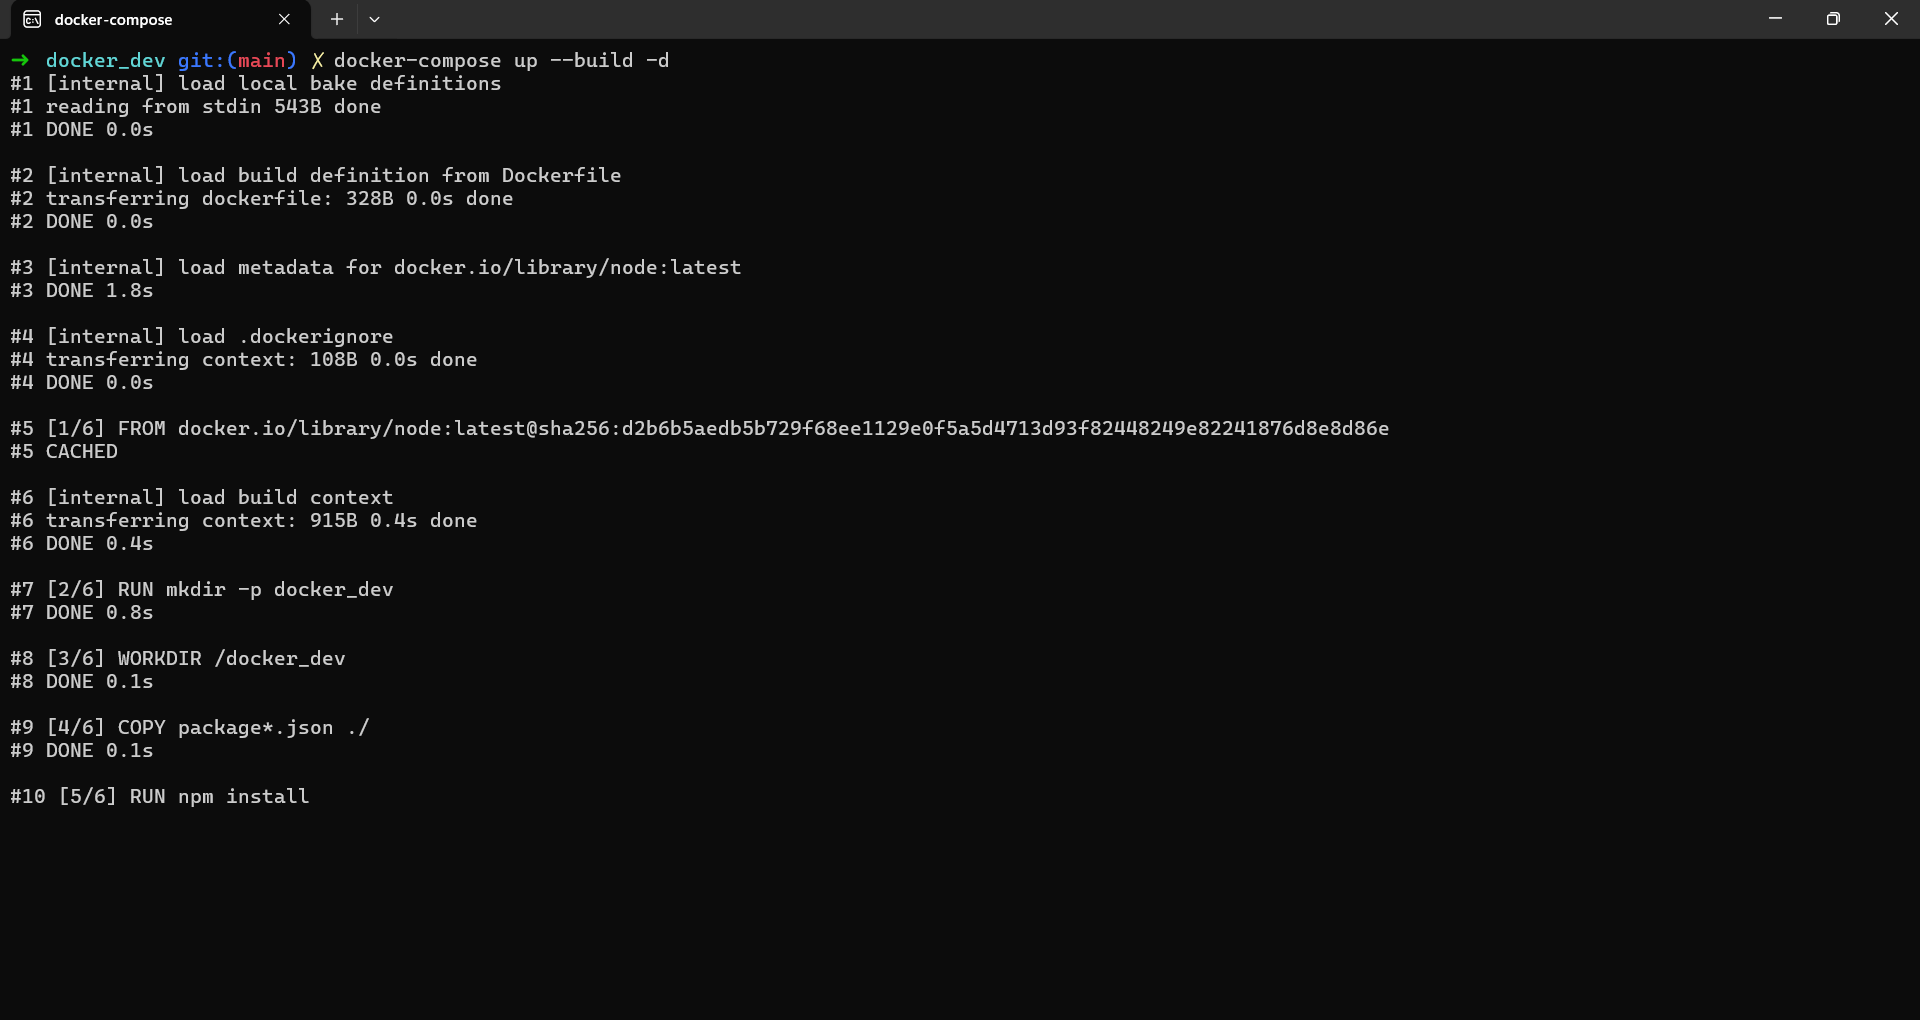 docker-compose
➜ docker_dev git:(main) ✗ docker-compose up --build -d
#1 [internal] load local bake definitions
#1 reading from stdin 543B done
#1 DONE 0.0s
#2 [internal] load build definition from Dockerfile
#2 transferring dockerfile: 328B 0.0s done
#2 DONE 0.0s
#3 [internal] load metadata for docker.io/library/node:latest
#3 DONE 1.8s
#4 [internal] load .dockerignore
#4 transferring context: 108B 0.0s done
#4 DONE 0.0s
#5 [1/6] FROM docker.io/library/node:latest@sha256:d2b6b5aedb5b729f68ee1129e0f5a5d4713d93f82448249e82241876d8e8d86e
#5 CACHED
#6 [internal] load build context
#6 transferring context: 915B 0.4s done
#6 DONE 0.4s
#7 [2/6] RUN mkdir -p docker_dev
#7 DONE 0.8s
#8 [3/6] WORKDIR /docker_dev
#8 DONE 0.1s
#9 [4/6] COPY package*.json ./
#9 DONE 0.1s
#10 [5/6] RUN npm install